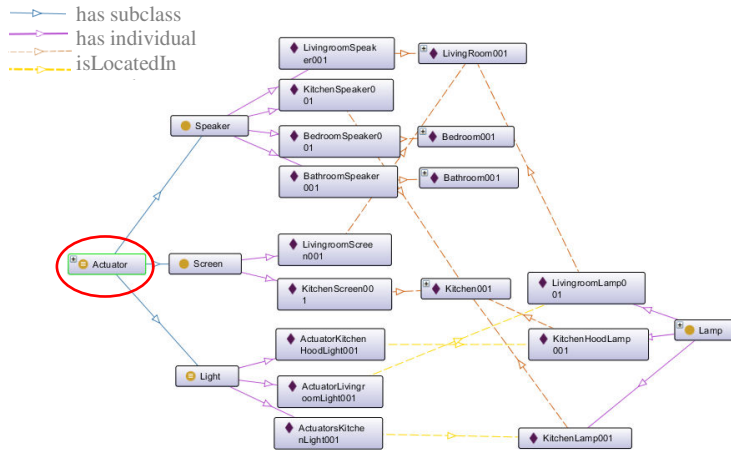 has subclass
has individual
isLocatedIn
LivingroomSpeak
er001
LivingRoom001
KitchenSpeaker0
01
Speaker
BedroomSpeaker0
01
Bedroom001
BathroomSpeaker
001
Bathroom001
LivingroomScree
n001
Actuator
Screen
KitchenScreen00
1
Kitchen001
LivingroomLamp0
01
ActuatorKitchen
HoodLight001
KitchenHoodLamp
001
Lamp
Light
ActuatorLivingr
oomLight001
ActuatorsKitche
nLight001
KitchenLamp001